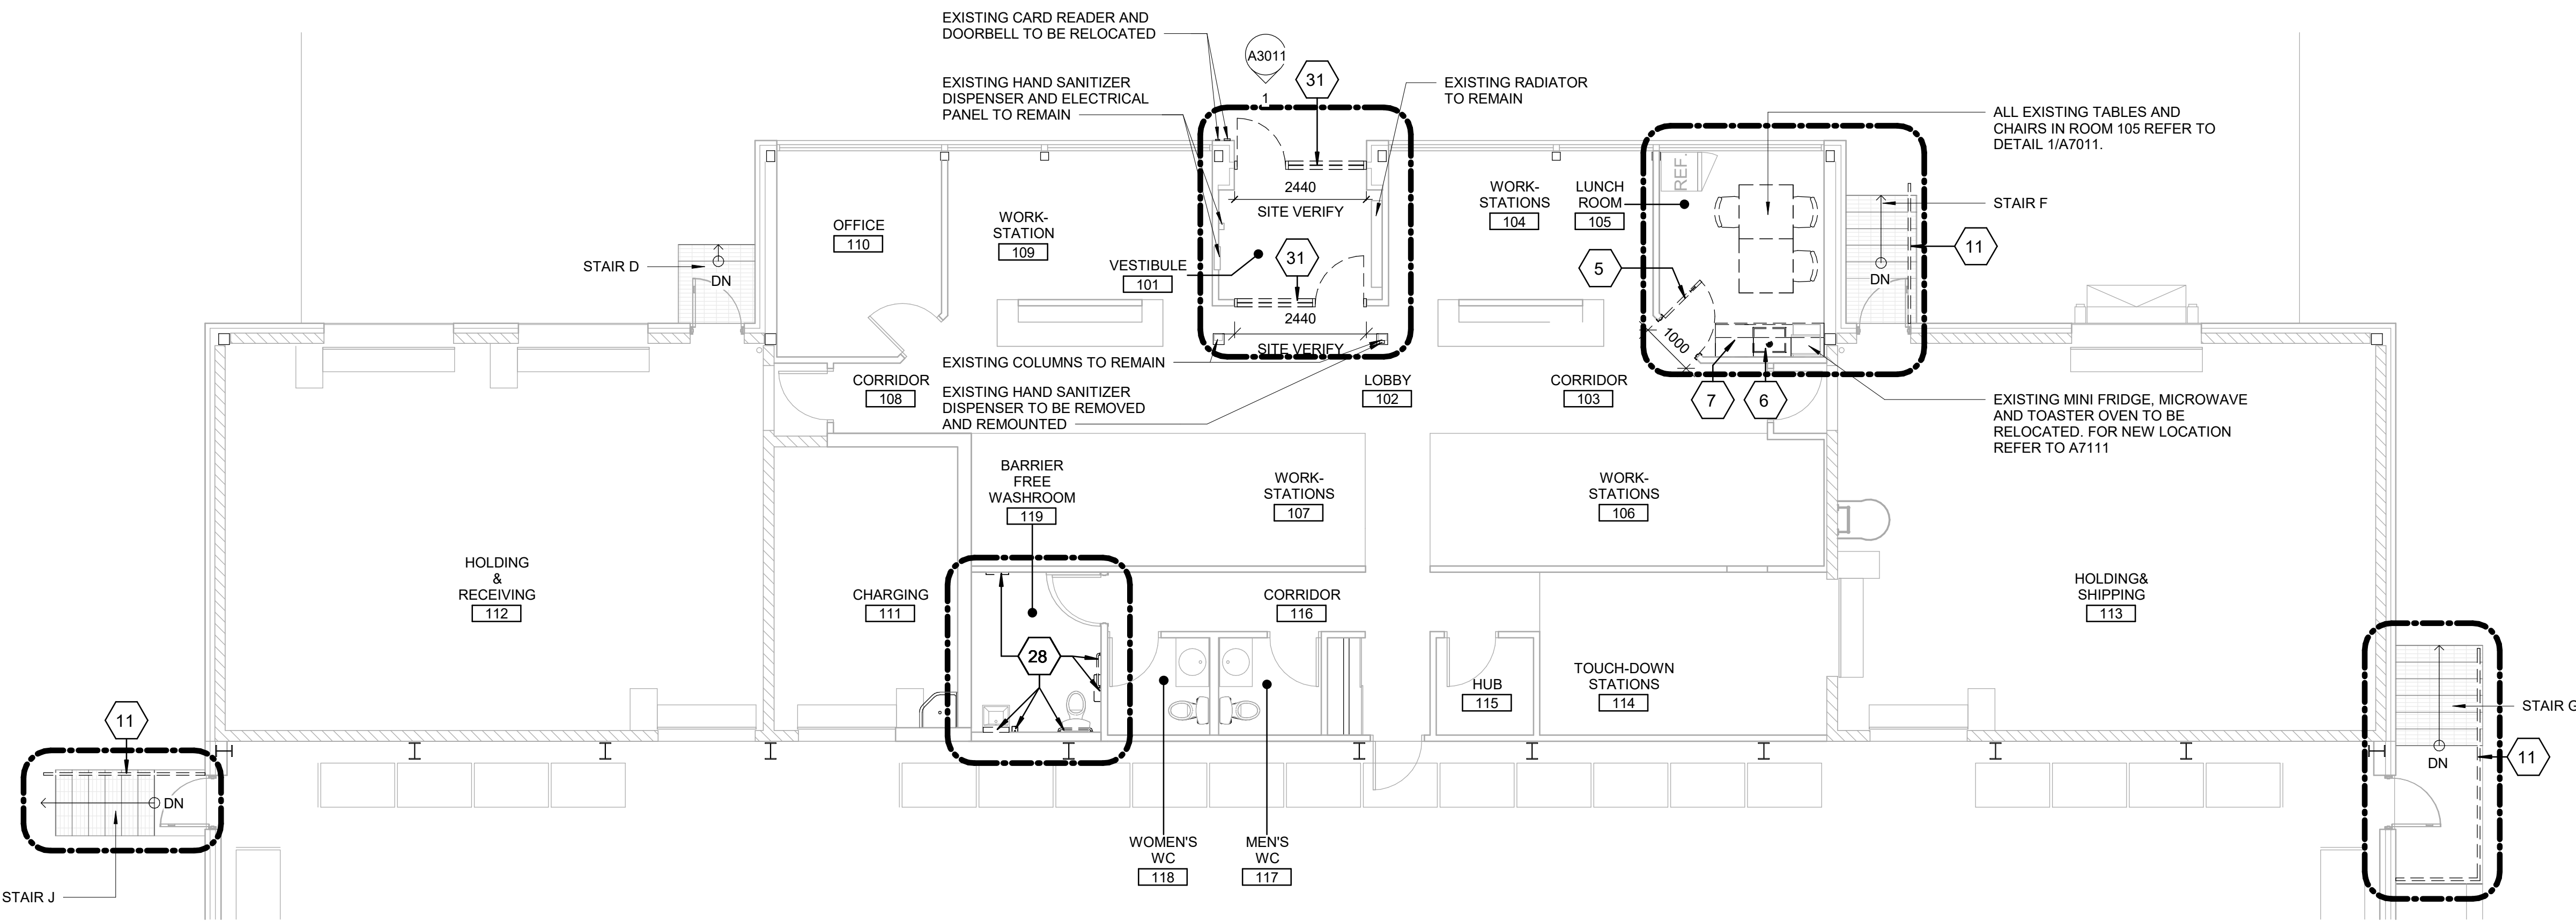 EXISTING CARD READER AND
DOORBELL TO BE RELOCATED
A3011
1
31
EXISTING HAND SANITIZER
DISPENSER AND ELECTRICAL
PANEL TO REMAIN
EXISTING RADIATOR
TO REMAIN
ALL EXISTING TABLES AND
CHAIRS IN ROOM 105 REFER TO
DETAIL 1/A7011.
2440
SITE VERIFY
WORK-
STATIONS
104
LUNCH
ROOM
105
REF.
STAIR F
11
DN
OFFICE
110
WORK-
STATION
109
VESTIBULE
101
31
5
STAIR D
DN
2440
SITE VERIFY
1000
EXISTING COLUMNS TO REMAIN
CORRIDOR
108
EXISTING HAND SANITIZER
DISPENSER TO BE REMOVED
AND REMOUNTED
LOBBY
102
CORRIDOR
103
7
6
EXISTING MINI FRIDGE, MICROWAVE
AND TOASTER OVEN TO BE
RELOCATED. FOR NEW LOCATION
REFER TO A7111
BARRIER
FREE
WASHROOM
119
WORK-
STATIONS
107
WORK-
STATIONS
106
HOLDING
&
RECEIVING
112
CHARGING
111
CORRIDOR
116
HOLDING&
SHIPPING
113
28
HUB
115
TOUCH-DOWN
STATIONS
114
11
DN
STAIR J
STAIR G
11
DN
WOMEN'S
WC
118
MEN'S
WC
117